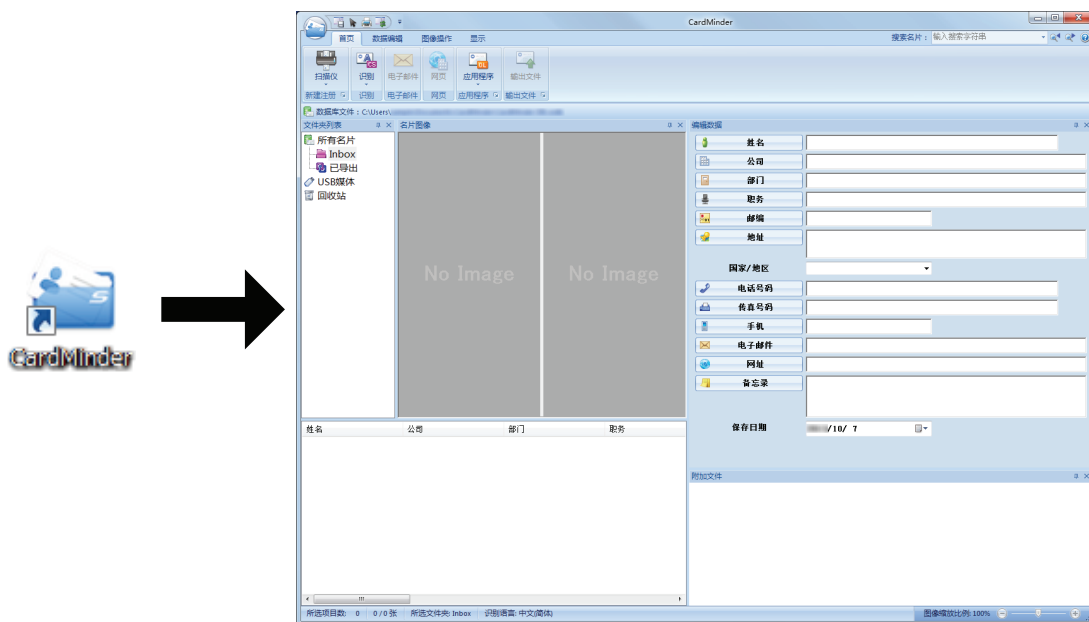 CardMinder
CardMinder
首页 数据编辑 图像操作 显示
搜索名片： 输入搜索字符串
扫描仪 识别 电子邮件 网页 应用程序 输出文件
新建注册 识别 电子邮件 网页 应用程序 输出文件
数据库文件：C:\Users\
文件夹列表
所有名片
Inbox
已导出
USB媒体
回收站
名片图像
No Image No Image
编辑数据
姓名
公司
部门
职务
邮编
地址
国家/地区
电话号码
传真号码
手机
电子邮件
网址
备忘录
保存日期 /10/ 7
姓名 公司 部门 职务
附加文件
所选项目数: 0 0/0张 所选文件夹: Inbox 识别语言: 中文(简体)
图像缩放比例: 100%